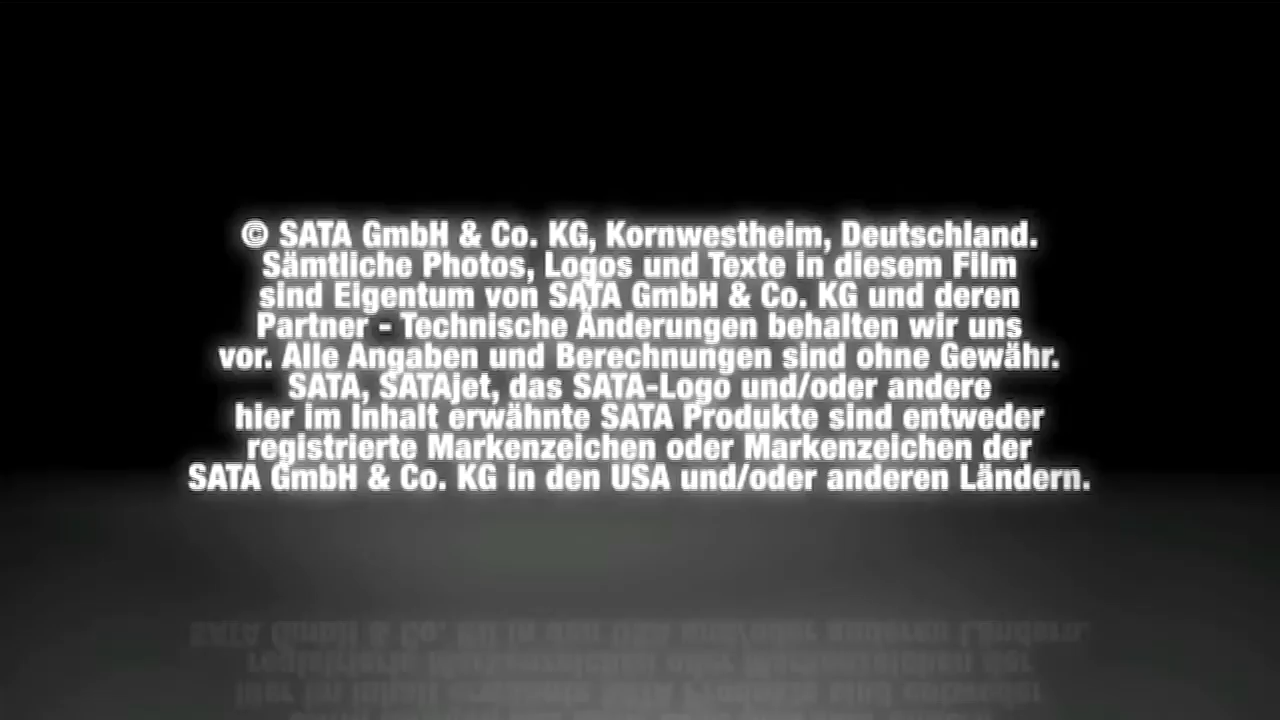 © SATA GmbH & Co. KG, Kornwestheim, Deutschland.
Sämtliche Photos, Logos und Texte in diesem Film
sind Eigentum von SATA GmbH & Co. KG und deren
Partner - Technische Änderungen behalten wir uns
vor. Alle Angaben und Berechnungen sind ohne Gewähr.
SATA, SATAjet, das SATA-Logo und/oder andere
hier im Inhalt erwähnte SATA Produkte sind entweder
registrierte Markenzeichen oder Markenzeichen der
SATA GmbH & Co. KG in den USA und/oder anderen Ländern.